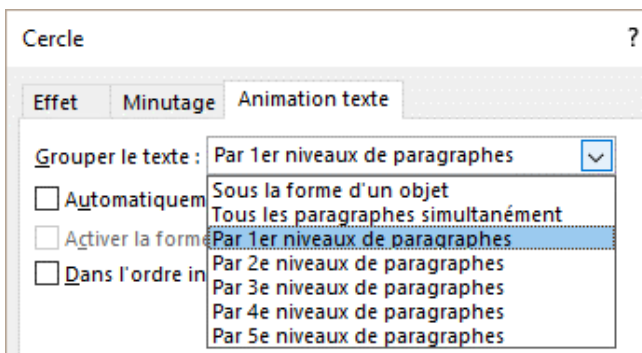 Cercle ?
Effet Minutage Animation texte
Grouper le texte : Par 1er niveaux de paragraphes
Sous la forme d'un objet
Automatiquem
Tous les paragraphes simultanément
Activer la forme
Par 1er niveaux de paragraphes
Par 2e niveaux de paragraphes
Dans l'ordre in
Par 3e niveaux de paragraphes
Par 4e niveaux de paragraphes
Par 5e niveaux de paragraphes